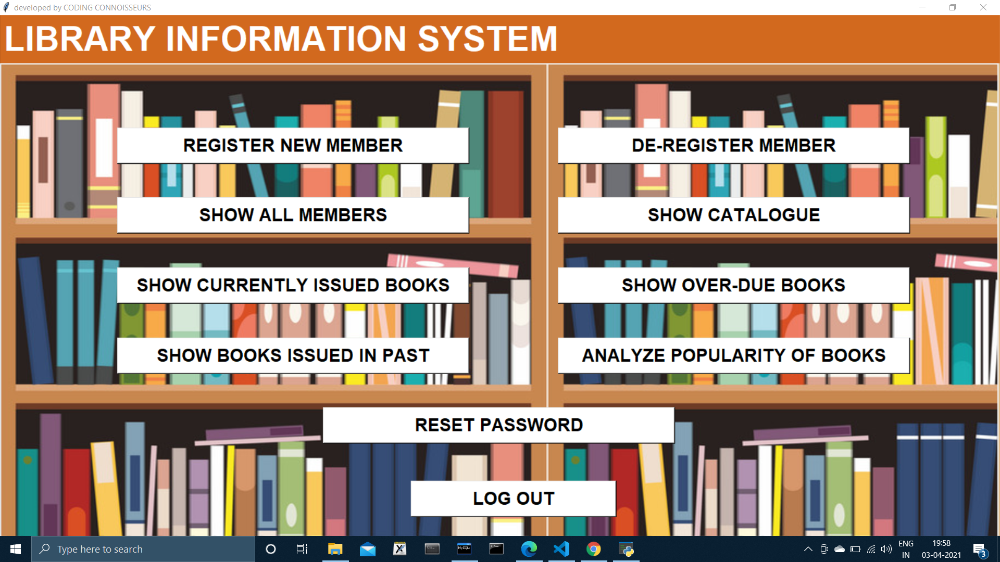 developed by CODING CONNOISSEURS
LIBRARY INFORMATION SYSTEM
REGISTER NEW MEMBER
DE-REGISTER MEMBER
SHOW ALL MEMBERS
SHOW CATALOGUE
SHOW CURRENTLY ISSUED BOOKS
SHOW OVER-DUE BOOKS
SHOW BOOKS ISSUED IN PAST
ANALYZE POPULARITY OF BOOKS
RESET PASSWORD
LOG OUT
Type here to search
ENG
IN
19:58
03-04-2021
3